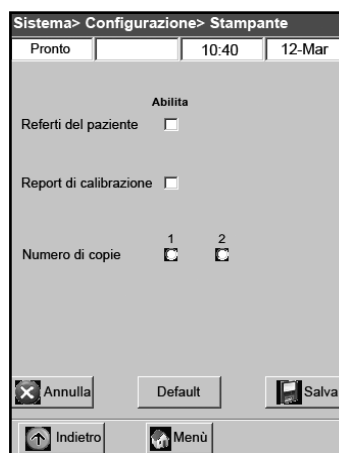 Sistema> Configurazione> Stampante
Pronto 10:40 12-Mar
Abilita
Referti del paziente
Report di calibrazione
1 2
Numero di copie
Annulla Default Salva
Indietro Menù